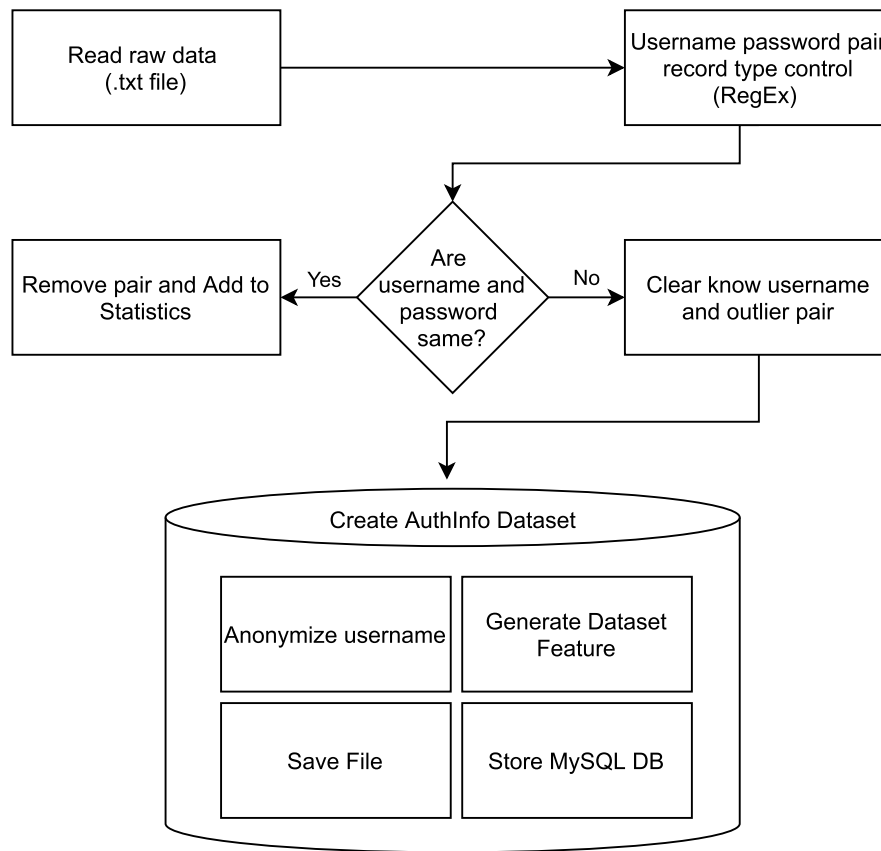 Read raw data
(.txt file)
Username password pair
record type control
(RegEx)
Are
username and
password
same?
Yes
No
Remove pair and Add to
Statistics
Clear know username
and outlier pair
Create AuthInfo Dataset
Anonymize username
Generate Dataset
Feature
Save File
Store MySQL DB